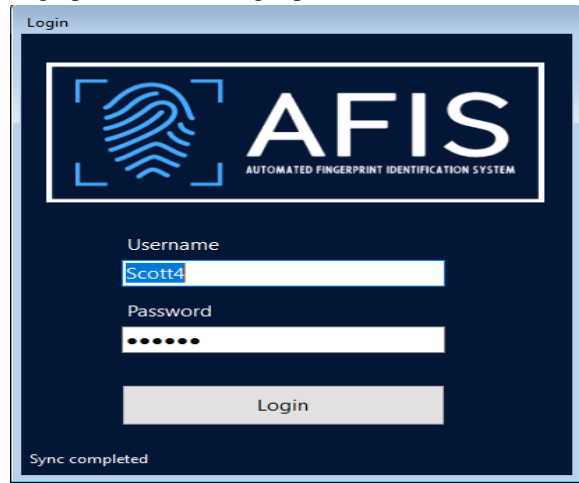 Login
AFIS
AUTOMATED FINGERPRINT IDENTIFICATION SYSTEM
Username
Scott4
Password
••••••
Login
Sync completed